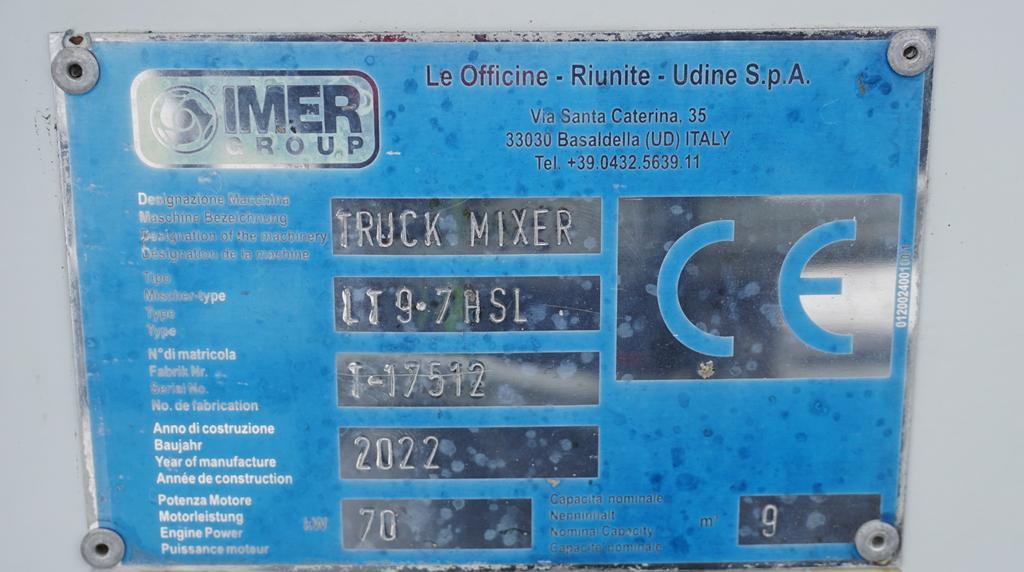 IMER
GROUP
Le Officine - Riunite - Udine S.p.A.
Via Santa Caterina, 35
33030 Basaldella (UD) ITALY
Tel. +39.0432.5639.11
Designazione Macchina
Maschine Bezeichnung
Designation of the machinery
Désignation de la machine
TRUCK MIXER
Tipo
Mischer-type
Type
Type
LT9.7ASL
N° di matricola
Fabrik Nr.
Serial No.
No. de fabrication
T-17512
Anno di costruzione
Baujahr
Year of manufacture
Année de construction
2022
Potenza Motore
Motorleistung
Engine Power
Puissance moteur
kW
70
Capacità nominale
Nenninhalt
Nominal Capacity
Capacite nominale
m³
9
CE